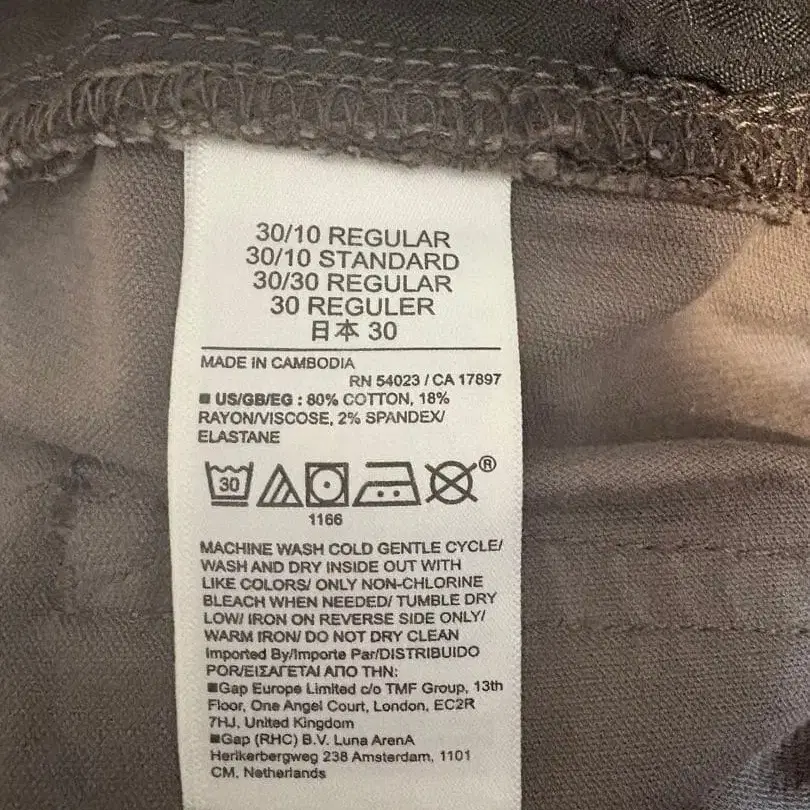 30/10 REGULAR
30/10 STANDARD
30/30 REGULAR
30 REGULER
日本 30
MADE IN CAMBODIA
RN 54023 / CA 17897
■ US/GB/EG : 80% COTTON, 18%
RAYON/VISCOSE, 2% SPANDEX/
ELASTANE
30
®
1166
MACHINE WASH COLD GENTLE CYCLE/
WASH AND DRY INSIDE OUT WITH
LIKE COLORS/ ONLY NON-CHLORINE
BLEACH WHEN NEEDED/ TUMBLE DRY
LOW/ IRON ON REVERSE SIDE ONLY/
WARM IRON/ DO NOT DRY CLEAN
Imported By/Importe Par/DISTRIBUIDO
POR/ΕΙΣΑΓΕΤΑΙ ΑΠΟ ΤΗΝ:
■Gap Europe Limited c/o TMF Group, 13th
Floor, One Angel Court, London, EC2R
7HJ, United Kingdom
■Gap (RHC) B.V. Luna ArenA
Herikerbergweg 238 Amsterdam, 1101
CM, Netherlands